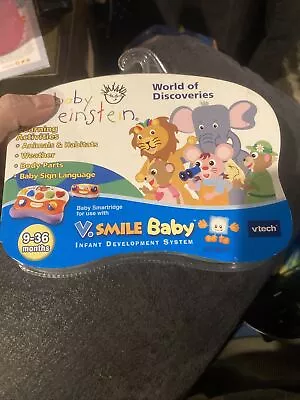 baby
einstein®
World of
Discoveries
Learning
Activities
• Animals & Habitats
• Weather
• Body Parts
• Baby Sign Language
Baby Smartridge
for use with
V.SMILE Baby™
INFANT DEVELOPMENT SYSTEM
9-36
months
vtech